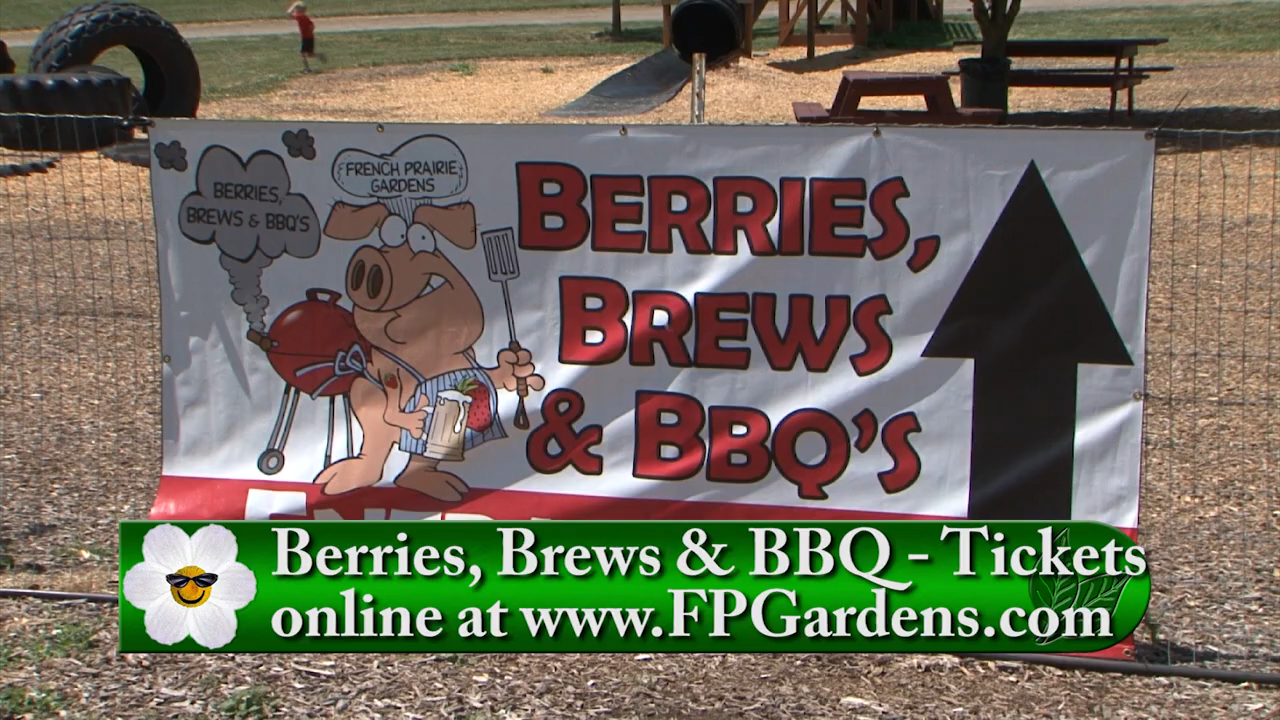 BERRIES,
BREWS & BBQ'S
FRENCH PRAIRIE
GARDENS
BERRIES,
BREWS
& BBQ'S
Berries, Brews & BBQ - Tickets
online at www.FPGardens.com